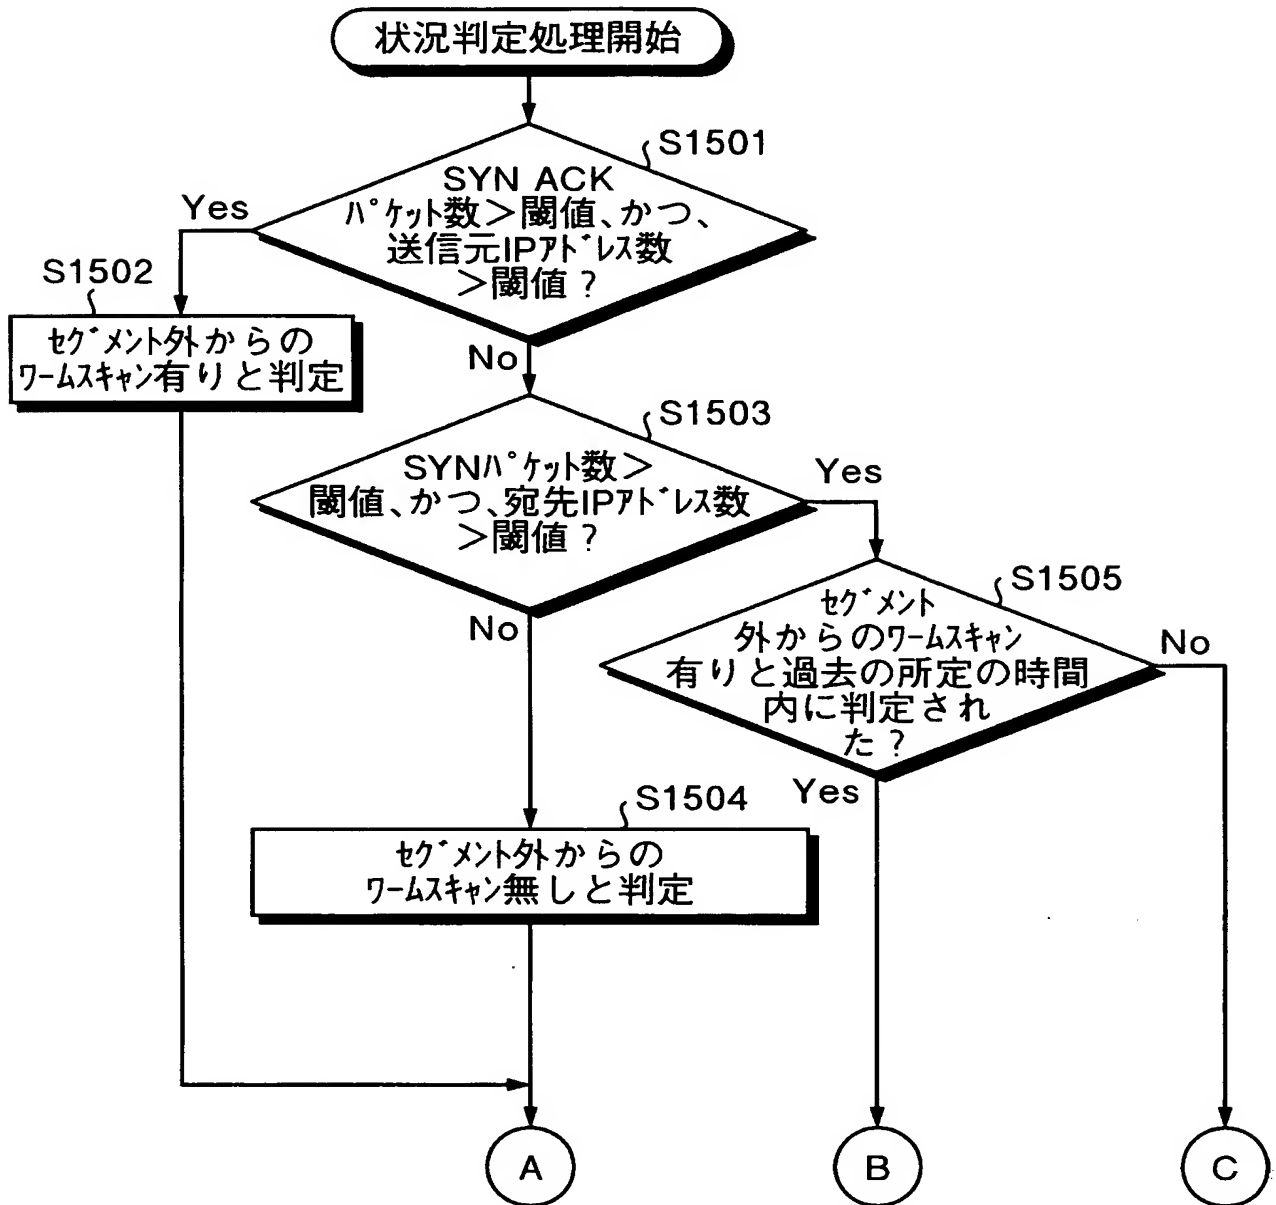 状況判定処理開始
S1501
SYN ACK
ﾊﾟｹｯﾄ数＞閾値、かつ、
送信元IPｱﾄﾞﾚｽ数
＞閾値？
Yes
S1502
ｾｸﾞﾒﾝﾄ外からの
ﾜｰﾑｽｷｬﾝ有りと判定
No
S1503
SYNﾊﾟｹｯﾄ数＞
閾値、かつ、宛先IPｱﾄﾞﾚｽ数
＞閾値？
Yes
No
S1505
ｾｸﾞﾒﾝﾄ
外からのﾜｰﾑｽｷｬﾝ
有りと過去の所定の時間
内に判定され
た？
No
Yes
S1504
ｾｸﾞﾒﾝﾄ外からの
ﾜｰﾑｽｷｬﾝ無しと判定
A
B
C